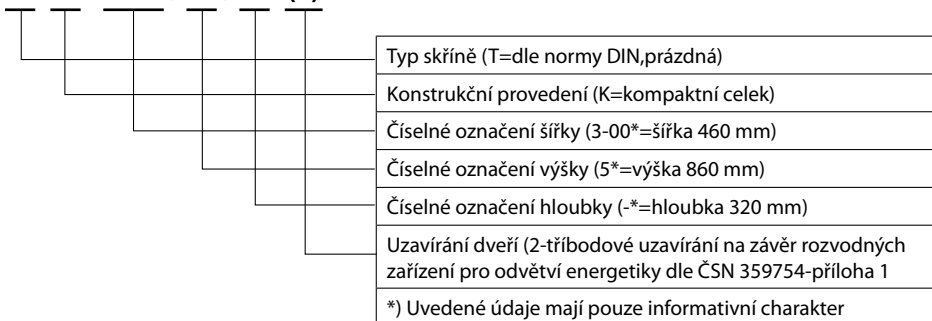 Typ skříně (T=dle normy DIN,prázdná)
Konstrukční provedení (K=kompaktní celek)
Číselné označení šířky (3-00*=šířka 460 mm)
Číselné označení výšky (5*=výška 860 mm)
Číselné označení hloubky (-*=hloubka 320 mm)
Uzavírání dveří (2-tříbodové uzavírání na závěr rozvodných
zařízení pro odvětví energetiky dle ČSN 359754-příloha 1
*) Uvedené údaje mají pouze informativní charakter